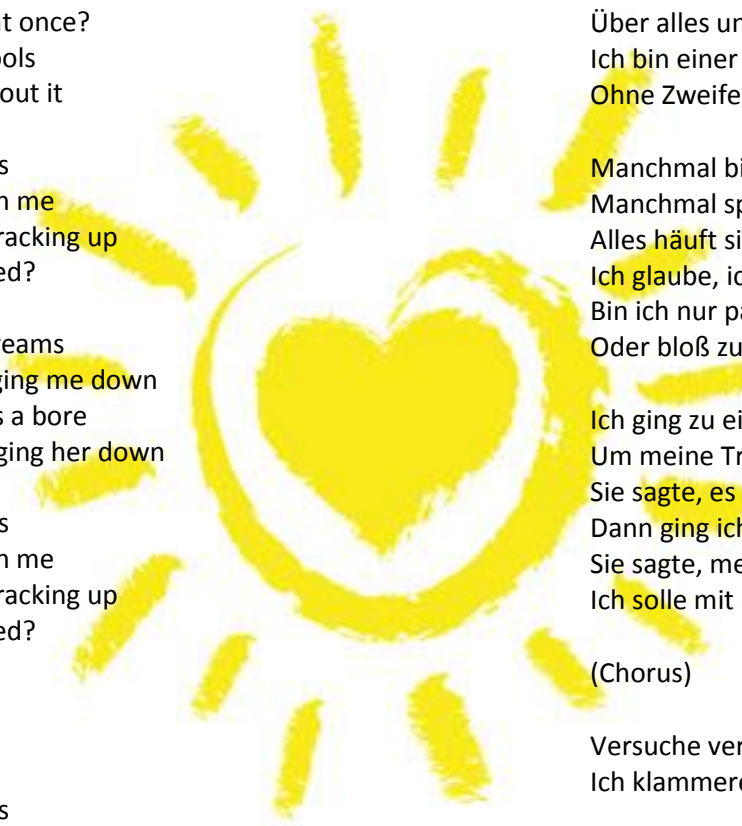 t once?
ols
out it
s
n me
racking up
ed?
reams
ging me down
s a bore
ging her down
s
n me
racking up
ed?
s
Über alles un
Ich bin einer
Ohne Zweife
Manchmal bi
Manchmal sp
Alles häuft si
Ich glaube, ic
Bin ich nur pa
Oder bloß zu
Ich ging zu ei
Um meine Tr
Sie sagte, es
Dann ging ich
Sie sagte, me
Ich solle mit
(Chorus)
Versuche ver
Ich klammere